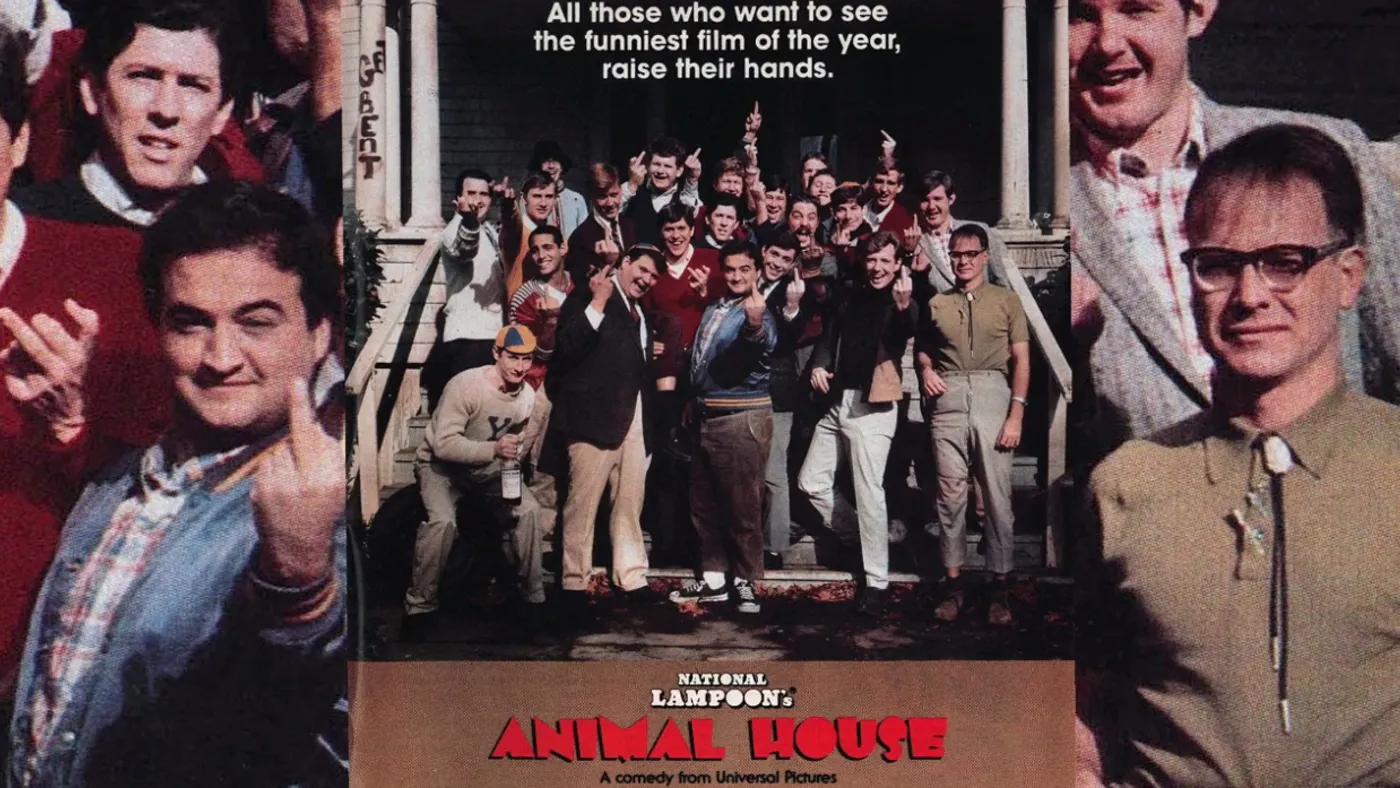 All those who want to see
the funniest film of the year,
raise their hands.
NATIONAL
LAMPOON's®
ANIMAL HOUSE
A comedy from Universal Pictures